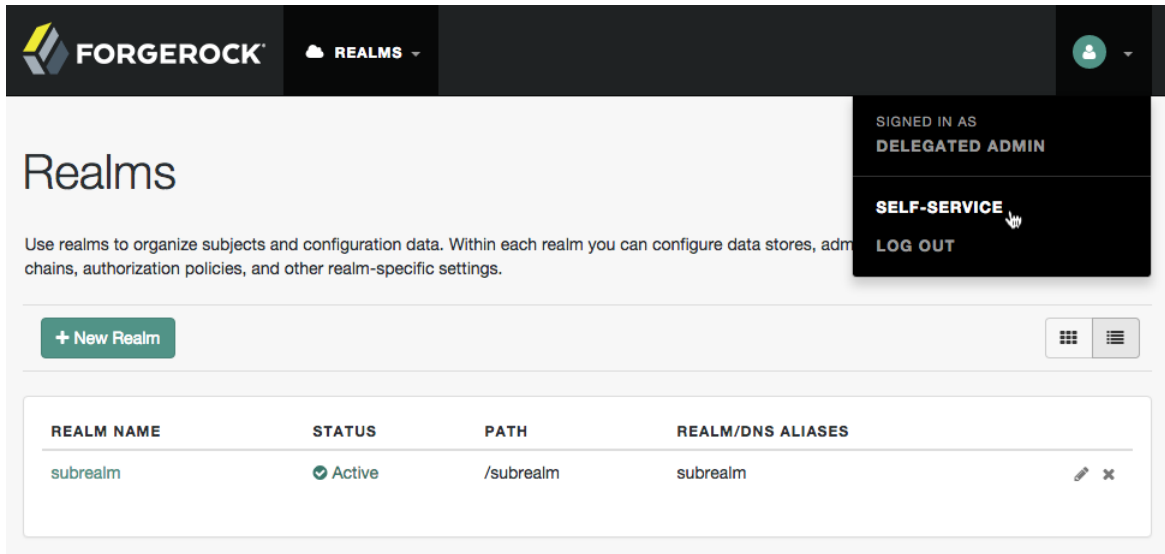 FORGEROCK
REALMS
SIGNED IN AS
DELEGATED ADMIN
SELF-SERVICE
LOG OUT
Realms
Use realms to organize subjects and configuration data. Within each realm you can configure data stores, adm
chains, authorization policies, and other realm-specific settings.
+ New Realm
REALM NAME STATUS PATH REALM/DNS ALIASES
subrealm Active /subrealm subrealm